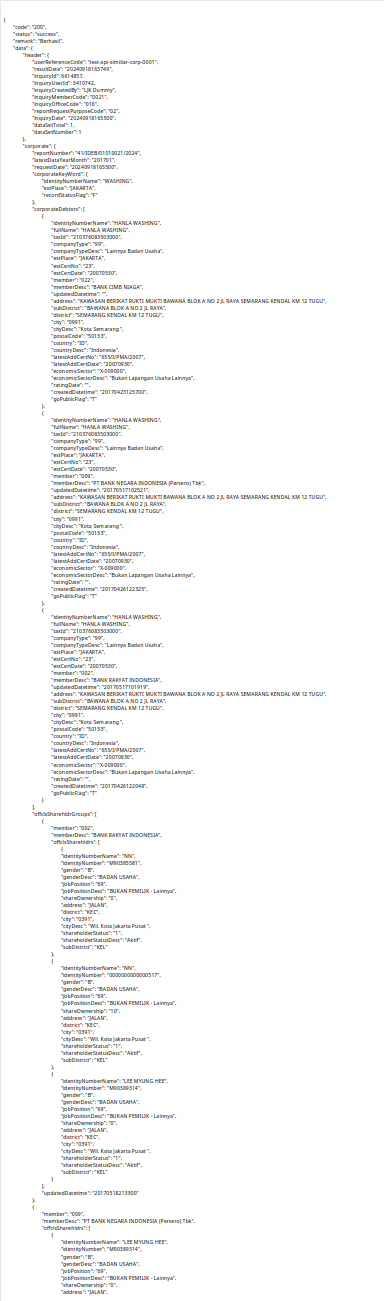 {
"code": "200",
"status": "success",
"remark": "Berhasil",
"data": {
"header": {
"userReferenceCode": "test-api-similiar-corp-0001",
"resultDate": "20240918163749",
"inquiryId": 6614857,
"inquiryUserId": 3410742,
"inquiryCreatedBy": "LJK Dummy",
"inquiryMemberCode": "0021",
"inquiryOfficeCode": "016",
"reportRequestPurposeCode": "02",
"inquiryDate": "20240918165500",
"dataSetTotal": 1,
"dataSetNumber": 1
},
"corporate": {
"reportNumber": "41/IDEB/01010021/2024",
"latestDataYearMonth": "201701",
"requestDate": "20240918165500",
"corporateKeyWord": {
"identityNumberName": "WASHING",
"estPlace": "JAKARTA",
"recordStatusFlag": "F"
},
"corporateDebtors": [
{
"identityNumberName": "HANLA WASHING",
"fullName": "HANLA WASHING",
"taxId": "210376083503000",
"companyType": "99",
"companyTypeDesc": "Lainnya Badan Usaha",
"estPlace": "JAKARTA",
"estCertNo": "23",
"estCertDate": "20070530",
"member": "022",
"memberDesc": "BANK CIMB NIAGA",
"updatedDatetime": "",
"address": "KAWASAN BERIKAT RUKTI MUKTI BAWANA BLOK A NO 2 JL RAYA SEMARANG KENDAL KM 12 TUGU",
"subDistrict": "BAWANA BLOK A NO 2 JL RAYA",
"district": "SEMARANG KENDAL KM 12 TUGU",
"city": "0991",
"cityDesc": "Kota Semarang ",
"postalCode": "50153",
"country": "ID",
"countryDesc": "Indonesia",
"latestAddCertNo": "655/I/PMA/2007",
"latestAddCertDate": "20070930",
"economicSector": "X-009000",
"economicSectorDesc": "Bukan Lapangan Usaha Lainnya",
"ratingDate": "",
"createdDatetime": "20170423125700",
"goPublicFlag": "T"
},
{
"identityNumberName": "HANLA WASHING",
"fullName": "HANLA WASHING",
"taxId": "210376083503000",
"companyType": "99",
"companyTypeDesc": "Lainnya Badan Usaha",
"estPlace": "JAKARTA",
"estCertNo": "23",
"estCertDate": "20070530",
"member": "009",
"memberDesc": "PT BANK NEGARA INDONESIA (Persero) Tbk",
"updatedDatetime": "20170517102521",
"address": "KAWASAN BERIKAT RUKTI MUKTI BAWANA BLOK A NO 2 JL RAYA SEMARANG KENDAL KM 12 TUGU",
"subDistrict": "BAWANA BLOK A NO 2 JL RAYA",
"district": "SEMARANG KENDAL KM 12 TUGU",
"city": "0991",
"cityDesc": "Kota Semarang ",
"postalCode": "50153",
"country": "ID",
"countryDesc": "Indonesia",
"latestAddCertNo": "655/I/PMA/2007",
"latestAddCertDate": "20070930",
"economicSector": "X-009000",
"economicSectorDesc": "Bukan Lapangan Usaha Lainnya",
"ratingDate": "",
"createdDatetime": "20170426122325",
"goPublicFlag": "T"
},
{
"identityNumberName": "HANLA WASHING",
"fullName": "HANLA WASHING",
"taxId": "210376083503000",
"companyType": "99",
"companyTypeDesc": "Lainnya Badan Usaha",
"estPlace": "JAKARTA",
"estCertNo": "23",
"estCertDate": "20070530",
"member": "002",
"memberDesc": "BANK RAKYAT INDONESIA",
"updatedDatetime": "20170517101919",
"address": "KAWASAN BERIKAT RUKTI MUKTI BAWANA BLOK A NO 2 JL RAYA SEMARANG KENDAL KM 12 TUGU",
"subDistrict": "BAWANA BLOK A NO 2 JL RAYA",
"district": "SEMARANG KENDAL KM 12 TUGU",
"city": "0991",
"cityDesc": "Kota Semarang ",
"postalCode": "50153",
"country": "ID",
"countryDesc": "Indonesia",
"latestAddCertNo": "655/I/PMA/2007",
"latestAddCertDate": "20070930",
"economicSector": "X-009000",
"economicSectorDesc": "Bukan Lapangan Usaha Lainnya",
"ratingDate": "",
"createdDatetime": "20170426122048",
"goPublicFlag": "T"
}
],
"offclsSharehldrGroups": [
{
"member": "002",
"memberDesc": "BANK RAKYAT INDONESIA",
"offclsSharehldrs": [
{
"identityNumberName": "NN",
"identityNumber": "M90385581",
"gender": "B",
"genderDesc": "BADAN USAHA",
"jobPosition": "69",
"jobPositionDesc": "BUKAN PEMILIK - Lainnya",
"shareOwnership": "0",
"address": "JALAN",
"district": "KEC",
"city": "0391",
"cityDesc": "Wil. Kota Jakarta Pusat ",
"shareholderStatus": "1",
"shareholderStatusDesc": "Aktif",
"subDistrict": "KEL"
},
{
"identityNumberName": "NN",
"identityNumber": "0000000000000517",
"gender": "B",
"genderDesc": "BADAN USAHA",
"jobPosition": "69",
"jobPositionDesc": "BUKAN PEMILIK - Lainnya",
"shareOwnership": "10",
"address": "JALAN",
"district": "KEC",
"city": "0391",
"cityDesc": "Wil. Kota Jakarta Pusat ",
"shareholderStatus": "1",
"shareholderStatusDesc": "Aktif",
"subDistrict": "KEL"
},
{
"identityNumberName": "LEE MYUNG HEE",
"identityNumber": "M90389314",
"gender": "B",
"genderDesc": "BADAN USAHA",
"jobPosition": "69",
"jobPositionDesc": "BUKAN PEMILIK - Lainnya",
"shareOwnership": "0",
"address": "JALAN",
"district": "KEC",
"city": "0391",
"cityDesc": "Wil. Kota Jakarta Pusat ",
"shareholderStatus": "1",
"shareholderStatusDesc": "Aktif",
"subDistrict": "KEL"
}
],
"updatedDatetime": "20170518213300"
},
{
"member": "009",
"memberDesc": "PT BANK NEGARA INDONESIA (Persero) Tbk",
"offclsSharehldrs": [
{
"identityNumberName": "LEE MYUNG HEE",
"identityNumber": "M90389314",
"gender": "B",
"genderDesc": "BADAN USAHA",
"jobPosition": "69",
"jobPositionDesc": "BUKAN PEMILIK - Lainnya",
"shareOwnership": "0",
"address": "JALAN",